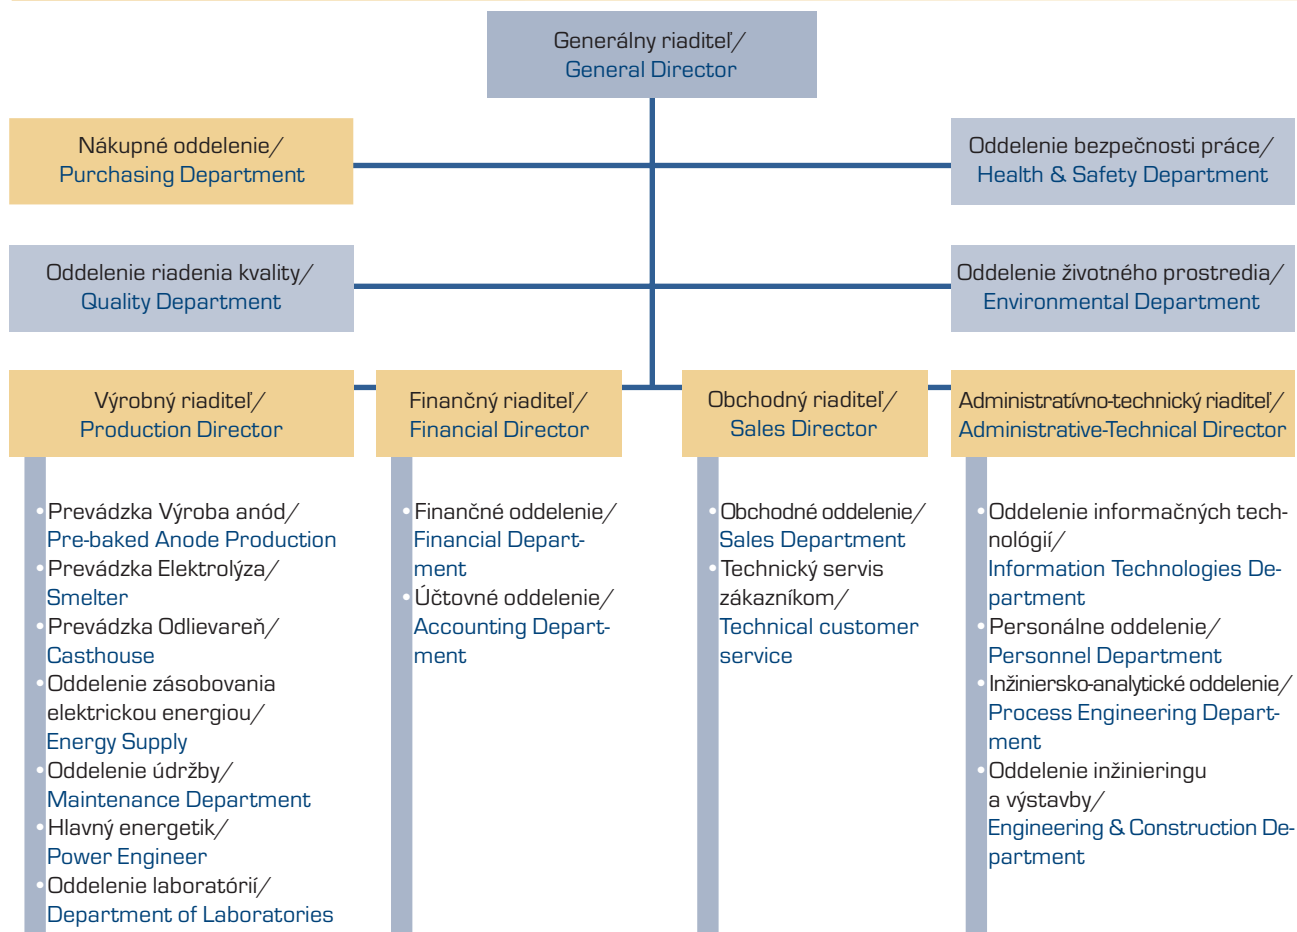 Generálny riaditeľ/
General Director
Nákupné oddelenie/
Purchasing Department
Oddelenie bezpečnosti práce/
Health & Safety Department
Oddelenie riadenia kvality/
Quality Department
Oddelenie životného prostredia/
Environmental Department
Výrobný riaditeľ/
Production Director
Finančný riaditeľ/
Financial Director
Obchodný riaditeľ/
Sales Director
Administratívno-technický riaditeľ/
Administrative-Technical Director
• Prevádzka Výroba anód/
Pre-baked Anode Production
• Prevádzka Elektrolýza/
Smelter
• Prevádzka Odlievareň/
Casthouse
• Oddelenie zásobovania
elektrickou energiou/
Energy Supply
• Oddelenie údržby/
Maintenance Department
• Hlavný energetik/
Power Engineer
• Oddelenie laboratórií/
Department of Laboratories
• Finančné oddelenie/
Financial Depart-
ment
• Účtovné oddelenie/
Accounting Depart-
ment
• Obchodné oddelenie/
Sales Department
• Technický servis
zákazníkom/
Technical customer
service
• Oddelenie informačných tech-
nológií/
Information Technologies De-
partment
• Personálne oddelenie/
Personnel Department
• Inžiniersko-analytické oddelenie/
Process Engineering Depart-
ment
• Oddelenie inžinieringu
a výstavby/
Engineering & Construction De-
partment